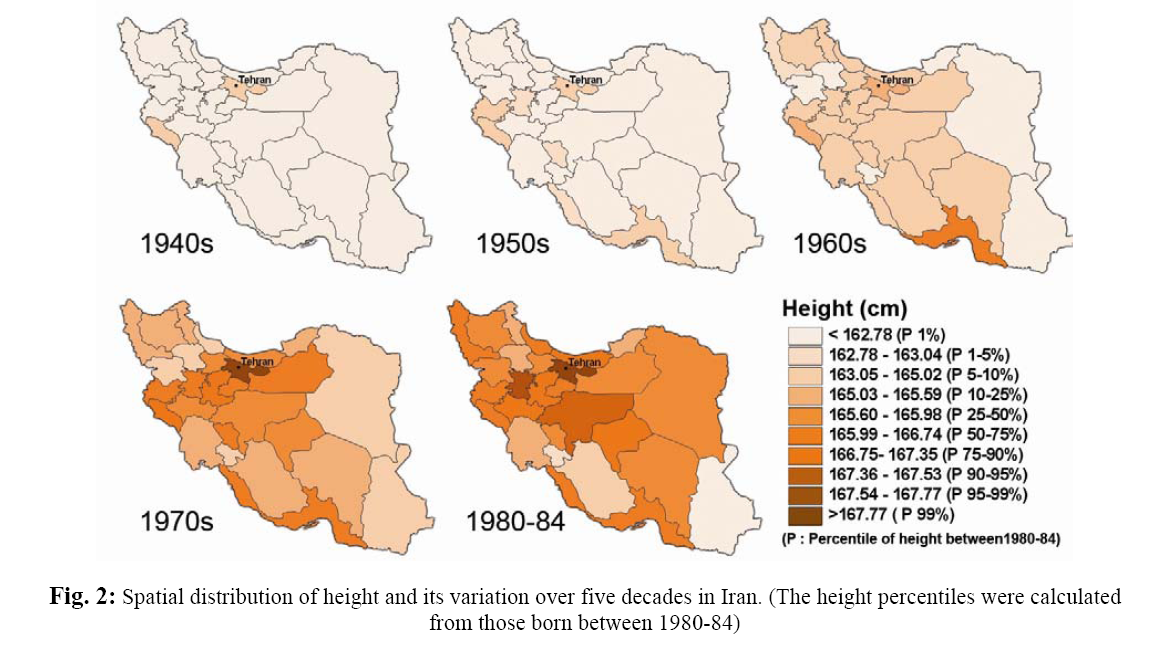 Tehran
1940s
Tehran
1950s
Tehran
1960s
Tehran
1970s
Tehran
1980-84
Height (cm)
< 162.78 (P 1%)
162.78 - 163.04 (P 1-5%)
163.05 - 165.02 (P 5-10%)
165.03 - 165.59 (P 10-25%)
165.60 - 165.98 (P 25-50%)
165.99 - 166.74 (P 50-75%)
166.75- 167.35 (P 75-90%)
167.36 - 167.53 (P 90-95%)
167.54 - 167.77 (P 95-99%)
>167.77 ( P 99%)
(P : Percentile of height between1980-84)
Fig. 2: Spatial distribution of height and its variation over five decades in Iran. (The height percentiles were calculated
from those born between 1980-84)